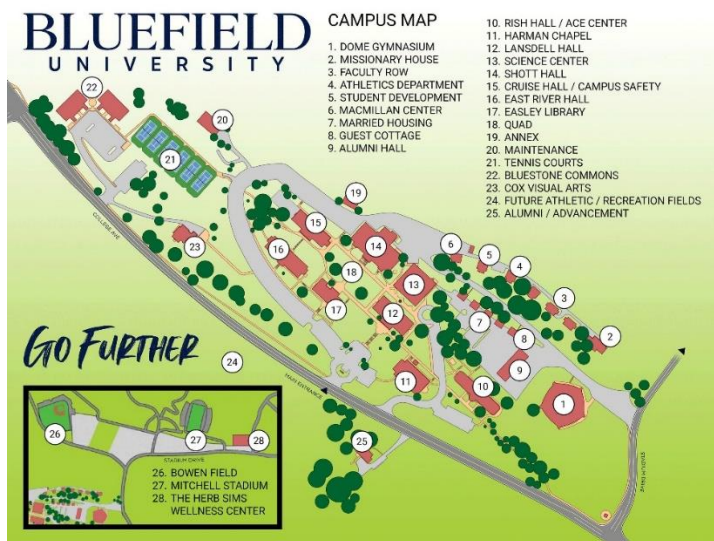 BLUEFIELD
UNIVERSITY
CAMPUS MAP
1. DOME GYMNASIUM
2. MISSIONARY HOUSE
3. FACULTY ROW
4. ATHLETICS DEPARTMENT
5. STUDENT DEVELOPMENT
6. MACMILLAN CENTER
7. MARRIED HOUSING
8. GUEST COTTAGE
9. ALUMNI HALL
10. RISH HALL / ACE CENTER
11. HARMAN CHAPEL
12. LANSDELL HALL
13. SCIENCE CENTER
14. SHOTT HALL
15. CRUISE HALL / CAMPUS SAFETY
16. EAST RIVER HALL
17. EASLEY LIBRARY
18. QUAD
19. ANNEX
20. MAINTENANCE
21. TENNIS COURTS
22. BLUESTONE COMMONS
23. COX VISUAL ARTS
24. FUTURE ATHLETIC / RECREATION FIELDS
25. ALUMNI / ADVANCEMENT
22
20
21
19
15
14
6
5
4
23
16
18
13
3
17
12
7
8
2
9
24
11
10
1
25
COLLEGE AVE
MAIN ENTRANCE
GO FURTHER
26
27
28
STADIUM DRIVE
26. BOWEN FIELD
27. MITCHELL STADIUM
28. THE HERB SIMS
WELLNESS CENTER